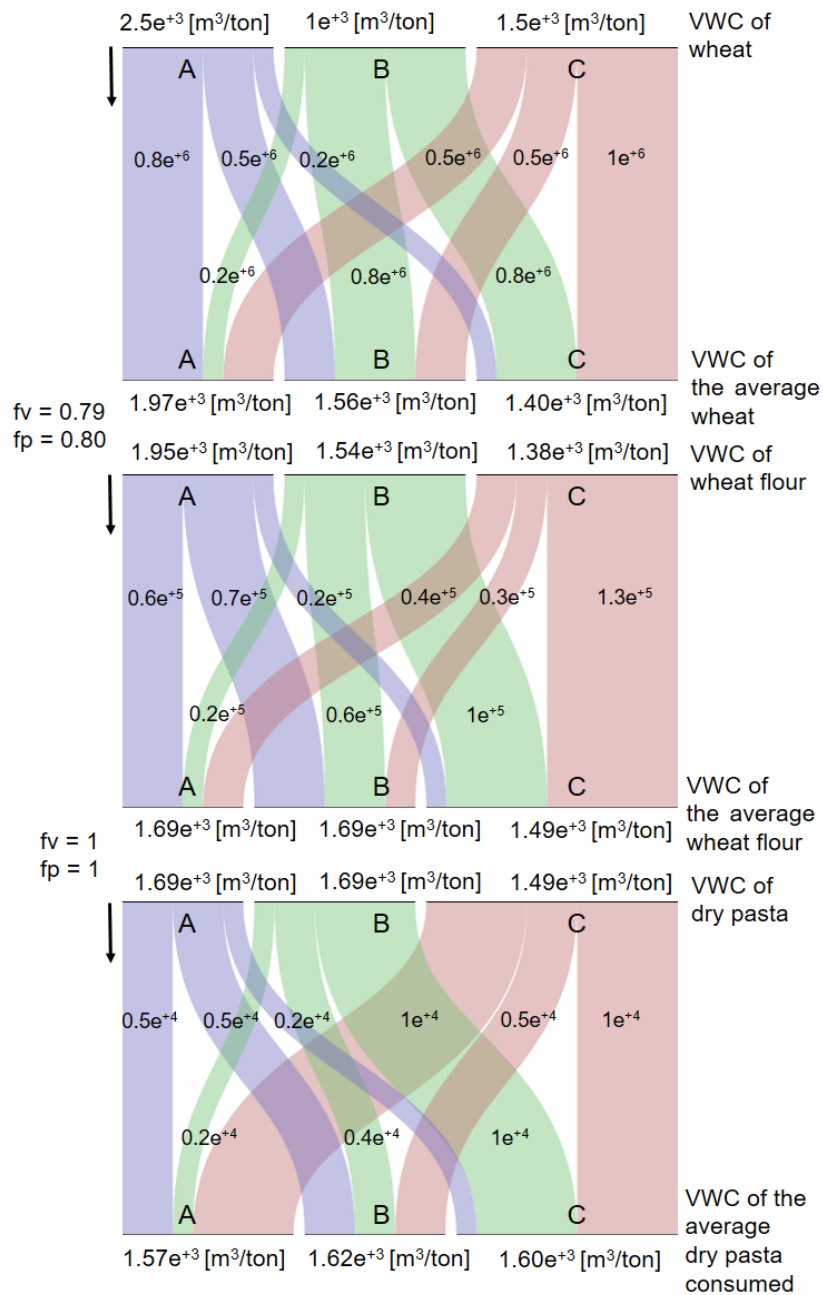 2.5e⁺³ [m³/ton] 1e⁺³ [m³/ton] 1.5e⁺³ [m³/ton] VWC of
wheat
A B C
0.8e⁺⁶ 0.5e⁺⁶ 0.2e⁺⁶ 0.5e⁺⁶ 0.5e⁺⁶ 1e⁺⁶
0.2e⁺⁶ 0.8e⁺⁶ 0.8e⁺⁶
A B C
VWC of
the average
wheat
1.97e⁺³ [m³/ton] 1.56e⁺³ [m³/ton] 1.40e⁺³ [m³/ton]
fv = 0.79
fp = 0.80
1.95e⁺³ [m³/ton] 1.54e⁺³ [m³/ton] 1.38e⁺³ [m³/ton] VWC of
wheat flour
A B C
0.6e⁺⁵ 0.7e⁺⁵ 0.2e⁺⁵ 0.4e⁺⁵ 0.3e⁺⁵ 1.3e⁺⁵
0.2e⁺⁵ 0.6e⁺⁵ 1e⁺⁵
A B C
VWC of
the average
wheat flour
1.69e⁺³ [m³/ton] 1.69e⁺³ [m³/ton] 1.49e⁺³ [m³/ton]
fv = 1
fp = 1
1.69e⁺³ [m³/ton] 1.69e⁺³ [m³/ton] 1.49e⁺³ [m³/ton] VWC of
dry pasta
A B C
0.5e⁺⁴ 0.5e⁺⁴ 0.2e⁺⁴ 1e⁺⁴ 0.5e⁺⁴ 1e⁺⁴
0.2e⁺⁴ 0.4e⁺⁴ 1e⁺⁴
A B C
VWC of the
average
dry pasta
consumed
1.57e⁺³ [m³/ton] 1.62e⁺³ [m³/ton] 1.60e⁺³ [m³/ton]